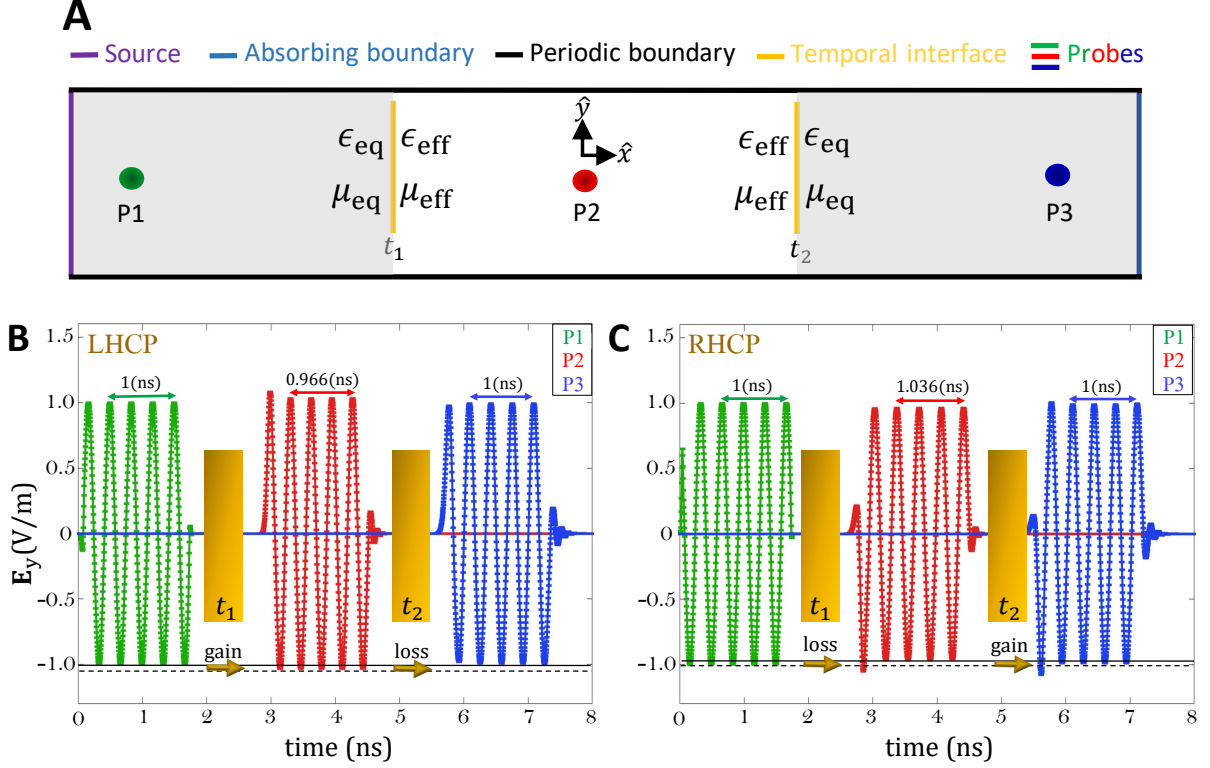 A
Source Absorbing boundary Periodic boundary Temporal interface Probes
ϵeq ϵeff ŷ x̂ ϵeff ϵeq
μeq μeff μeff μeq
P1 P2 P3
t1 t2
B
LHCP
P1
P2
P3
1(ns) 0.966(ns) 1(ns)
1.5
1.0
0.5
0
-0.5
-1.0
Ey(V/m)
t1 t2
gain loss
0 1 2 3 4 5 6 7 8
time (ns)
C
RHCP
P1
P2
P3
1(ns) 1.036(ns) 1(ns)
1.5
1.0
0.5
0
-0.5
-1.0
t1 t2
loss gain
0 1 2 3 4 5 6 7 8
time (ns)